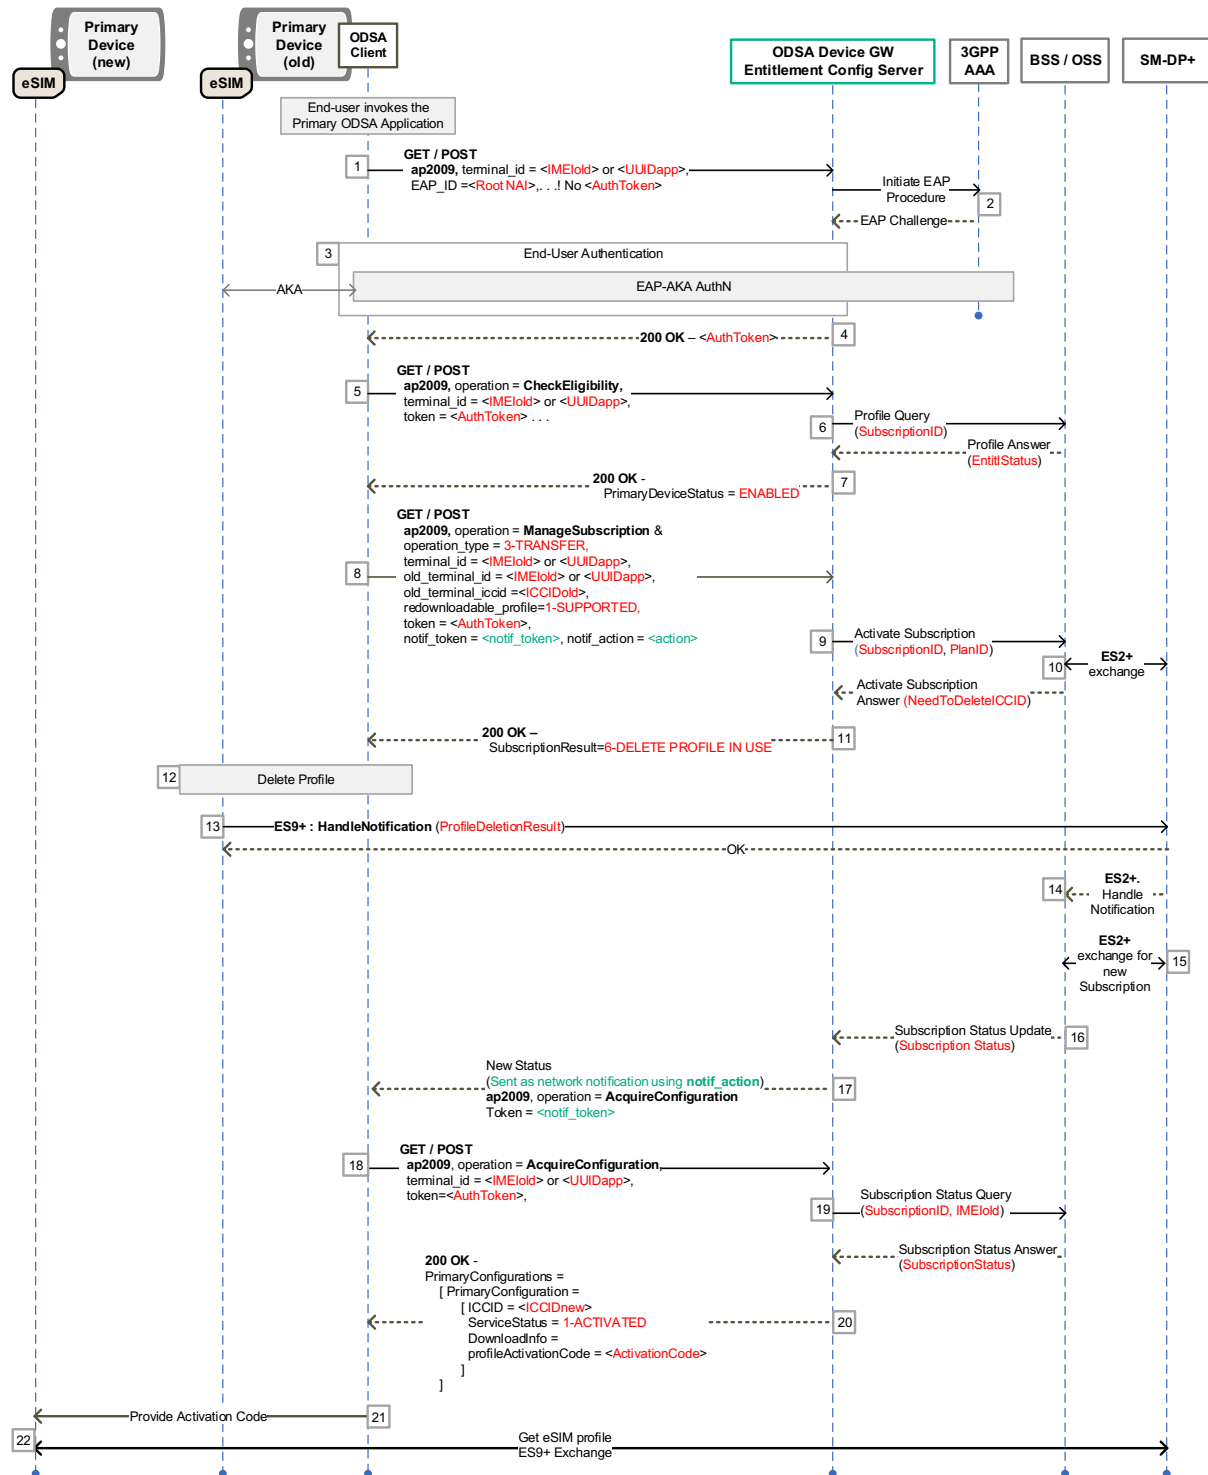 Primary
Device
(new)
eSIM
Primary
Device
(old)
eSIM
ODSA
Client
ODSA Device GW
Entitlement Config Server
3GPP
AAA
BSS / OSS
SM-DP+
End-user invokes the
Primary ODSA Application
1
GET / POST
ap2009, terminal_id = <IMEIold> or <UUIDapp>,
EAP_ID =<Root NAI>,. . .! No <AuthToken>
Initiate EAP
Procedure
2
EAP Challenge
3
End-User Authentication
AKA
EAP-AKA AuthN
200 OK – <AuthToken>
4
GET / POST
5
ap2009, operation = CheckEligibility,
terminal_id = <IMEIold> or <UUIDapp>,
token = <AuthToken> . . .
6
Profile Query
(SubscriptionID)
Profile Answer
(EntitlStatus)
200 OK -
PrimaryDeviceStatus = ENABLED
7
GET / POST
ap2009, operation = ManageSubscription &
operation_type = 3-TRANSFER,
terminal_id = <IMEIold> or <UUIDapp>,
8
old_terminal_id = <IMEIold> or <UUIDapp>,
old_terminal_iccid =<ICCIDold>,
redownloadable_profile=1-SUPPORTED,
token = <AuthToken>,
notif_token = <notif_token>, notif_action = <action>
9
Activate Subscription
(SubscriptionID, PlanID)
10
ES2+
exchange
Activate Subscription
Answer (NeedToDeleteICCID)
200 OK –
SubscriptionResult=6-DELETE PROFILE IN USE
11
12
Delete Profile
13
ES9+ : HandleNotification (ProfileDeletionResult)
OK
14
ES2+.
Handle
Notification
ES2+
exchange for
new
Subscription
15
Subscription Status Update
(Subscription Status)
16
New Status
(Sent as network notification using notif_action)
ap2009, operation = AcquireConfiguration
Token = <notif_token>
17
GET / POST
18
ap2009, operation = AcquireConfiguration,
terminal_id = <IMEIold> or <UUIDapp>,
token=<AuthToken>,
19
Subscription Status Query
(SubscriptionID, IMEIold)
Subscription Status Answer
(SubscriptionStatus)
200 OK -
PrimaryConfigurations =
[ PrimaryConfiguration =
[ ICCID = <ICCIDnew>
ServiceStatus = 1-ACTIVATED
DownloadInfo =
profileActivationCode = <ActivationCode>
]
]
20
Provide Activation Code
21
22
Get eSIM profile
ES9+ Exchange